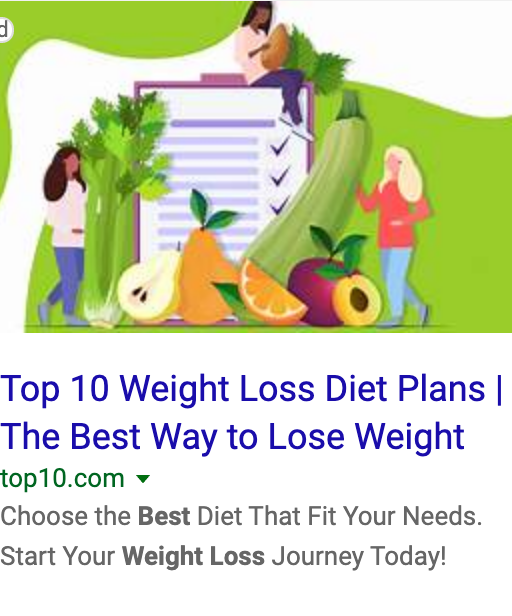 d
Top 10 Weight Loss Diet Plans |
The Best Way to Lose Weight
top10.com
Choose the Best Diet That Fit Your Needs.
Start Your Weight Loss Journey Today!